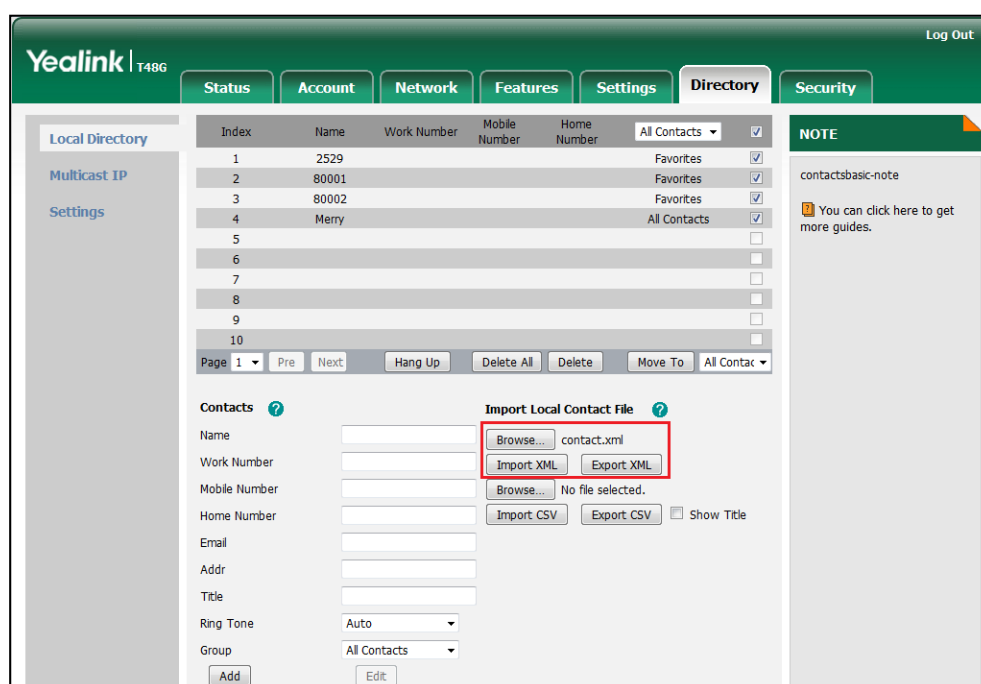 Log Out
Yealink T48G
Status Account Network Features Settings Directory Security
Local Directory
Multicast IP
Settings
Index Name Work Number Mobile Number Home Number All Contacts
1 2529 Favorites
2 80001 Favorites
3 80002 Favorites
4 Merry All Contacts
5
6
7
8
9
10
Page 1 Pre Next Hang Up Delete All Delete Move To All Contac
NOTE
contactsbasic-note
? You can click here to get
more guides.
Contacts ?
Name
Work Number
Mobile Number
Home Number
Email
Addr
Title
Ring Tone Auto
Group All Contacts
Add Edit
Import Local Contact File ?
Browse... contact.xml
Import XML Export XML
Browse... No file selected.
Import CSV Export CSV Show Title